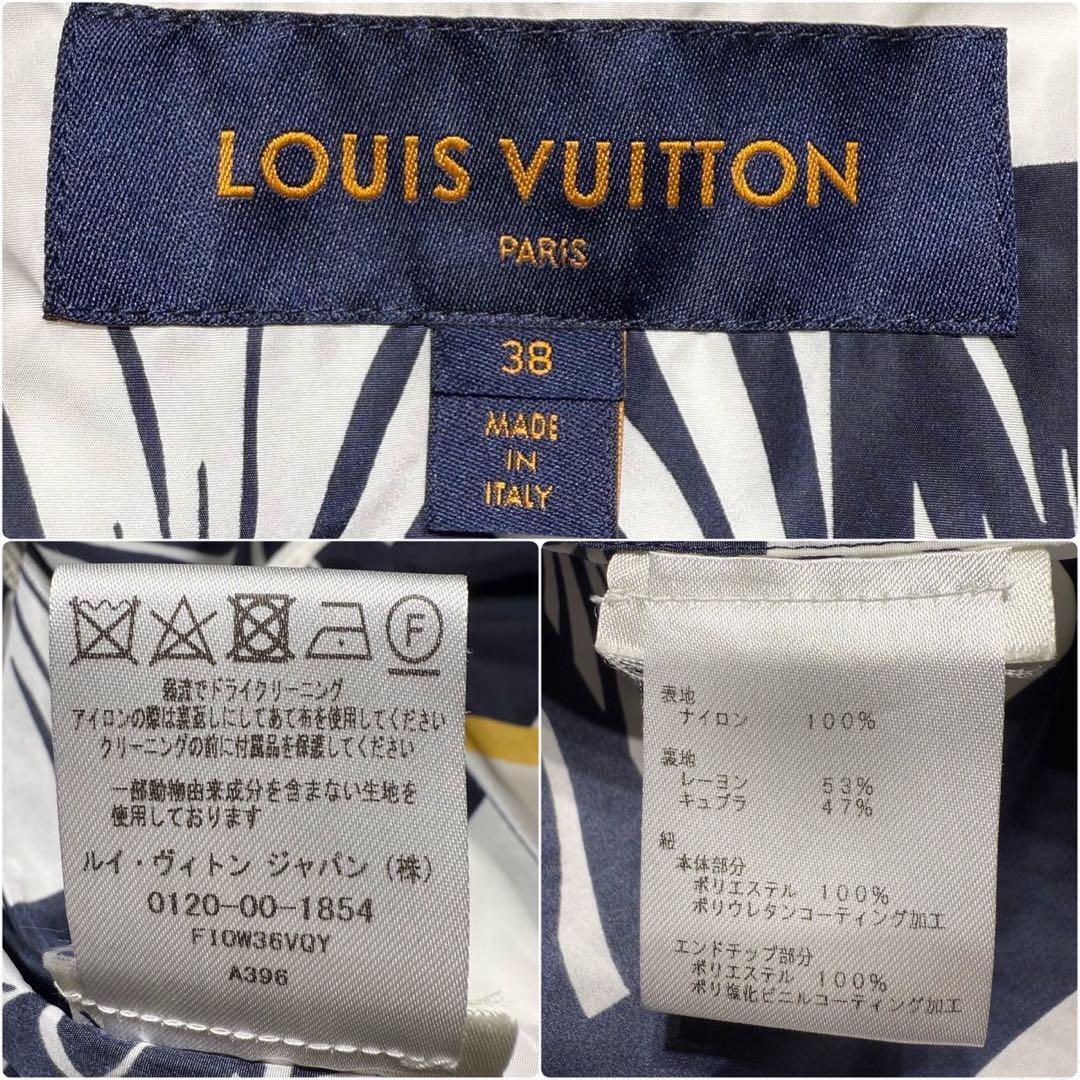 LOUIS VUITTON
PARIS
38
MADE
IN
ITALY
F
弱流でドライクリーニング
アイロンの際は裏返しにしてあて布を使用してください
クリーニングの前に付属品を保護してください
一部動物由来成分を含まない生地を
使用しております
ルイ・ヴィトン ジャパン (株)
0120-00-1854
F10W36VQY
A396
表地
ナイロン 100%
裏地
レーヨン 53%
キュプラ 47%
紐
本体部分
ポリエステル 100%
ポリウレタンコーティング加工
エンドチップ部分
ポリエステル 100%
ポリ塩化ビニルコーティング加工